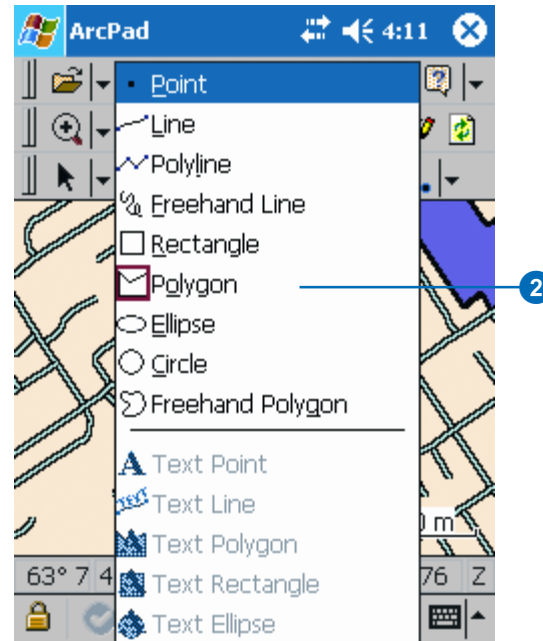 ArcPad 4:11
Point
Line
Polyline
Freehand Line
Rectangle
Polygon
2
Ellipse
Circle
Freehand Polygon
A Text Point
Text Line
Text Polygon
m
63° 7 4 76 Z
Text Rectangle
Text Ellipse